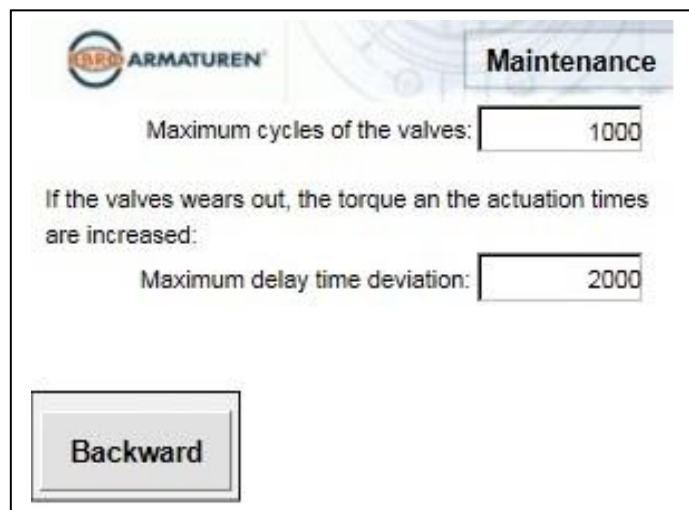 EBRO ARMATUREN®
Maintenance
Maximum cycles of the valves: 1000
If the valves wears out, the torque an the actuation times
are increased:
Maximum delay time deviation: 2000
Backward